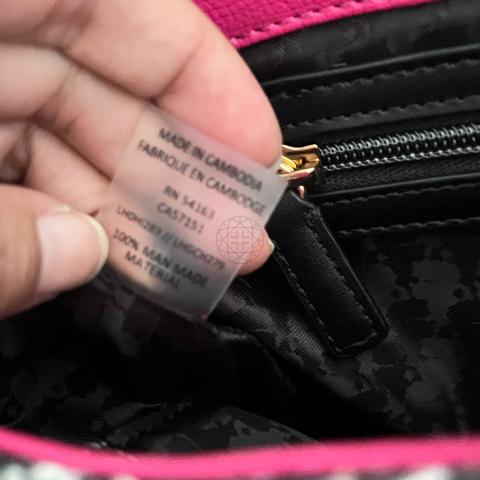 MADE IN CAMBODIA
FABRIQUE EN CAMBODGE
RN 54163
CA57151
100% MAN MADE
MATERIAL